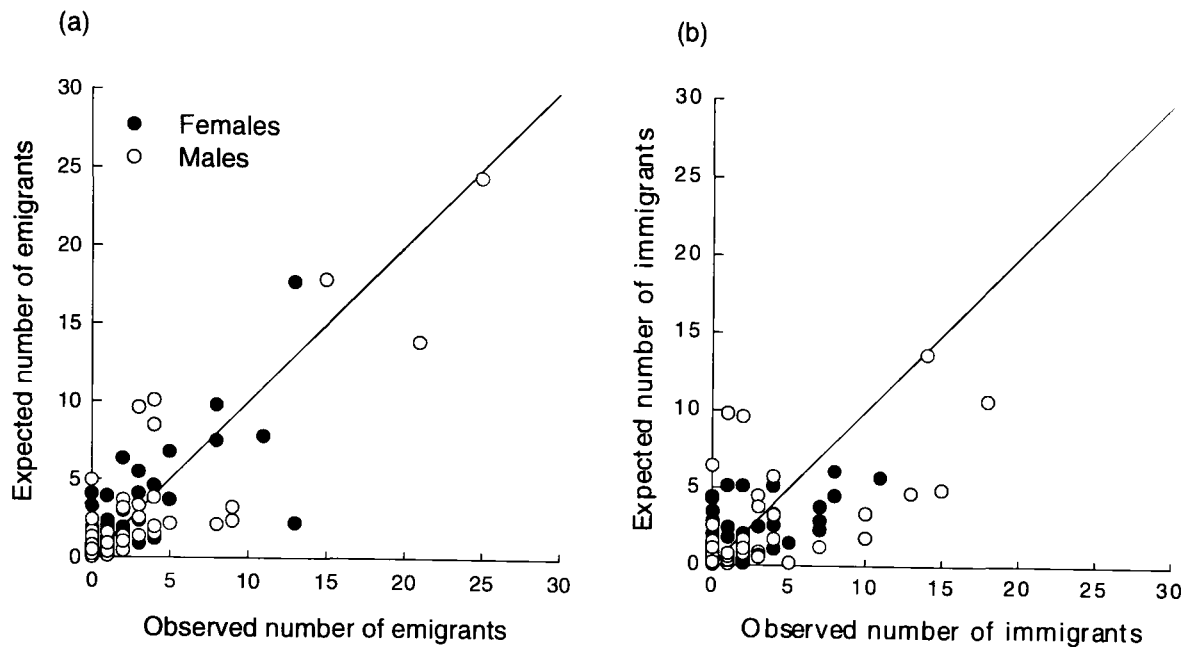 (a)
Expected number of emigrants
30
25
20
15
10
5
0
Females
Males
0 5 10 15 20 25 30
Observed number of emigrants
(b)
Expected number of immigrants
30
25
20
15
10
5
0
0 5 10 15 20 25 30
Observed number of immigrants